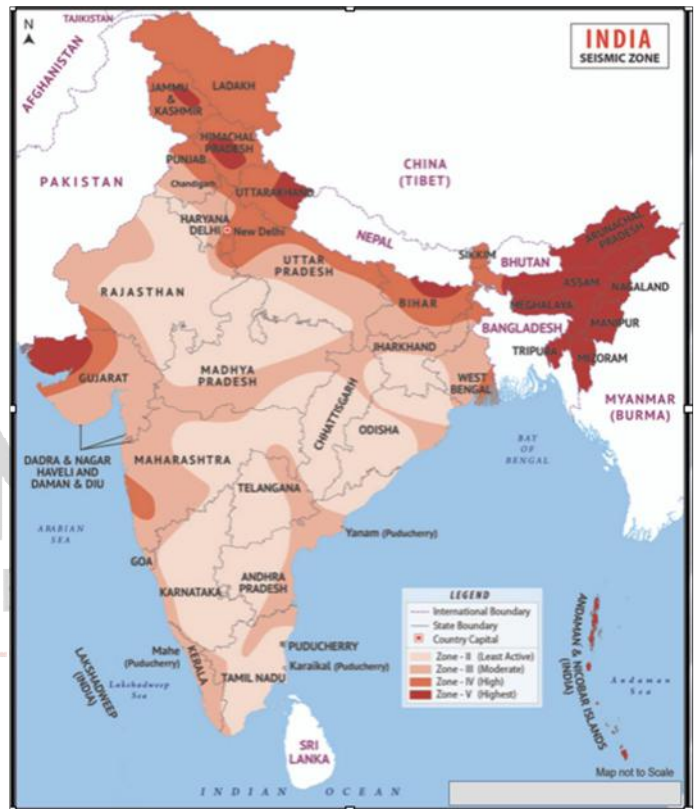 N
TAJIKISTAN
AFGHANISTAN
INDIA
SEISMIC ZONE
JAMMU
&
KASHMIR
LADAKH
HIMACHAL
PRADESH
PUNJAB
Chandigarh
UTTARAKHAND
PAKISTAN
CHINA
(TIBET)
HARYANA
DELHI
New Delhi
NEPAL
SIKKIM
BHUTAN
ARUNACHAL
PRADESH
UTTAR
PRADESH
RAJASTHAN
BIHAR
ASSAM
NAGALAND
MEGHALAYA
MANIPUR
BANGLADESH
TRIPURA
MIZORAM
JHARKHAND
WEST
BENGAL
GUJARAT
MADHYA
PRADESH
CHHATTISGARH
ODISHA
MYANMAR
(BURMA)
DADRA & NAGAR
HAVELI AND
DAMAN & DIU
MAHARASHTRA
BAY
OF
BENGAL
TELANGANA
ARABIAN
SEA
Yanam (Puducherry)
GOA
KARNATAKA
ANDHRA
PRADESH
LEGEND
International Boundary
State Boundary
Country Capital
Zone - II (Least Active)
Zone - III (Moderate)
Zone - IV (High)
Zone - V (Highest)
Mahe
(Puducherry)
PUDUCHERRY
Karaikal (Puducherry)
KERALA
TAMIL NADU
LAKSHADWEEP
(INDIA)
Lakshadweep
Sea
ANDAMAN & NICOBAR ISLANDS
(INDIA)
Andaman
Sea
SRI
LANKA
INDIAN OCEAN
Map not to Scale